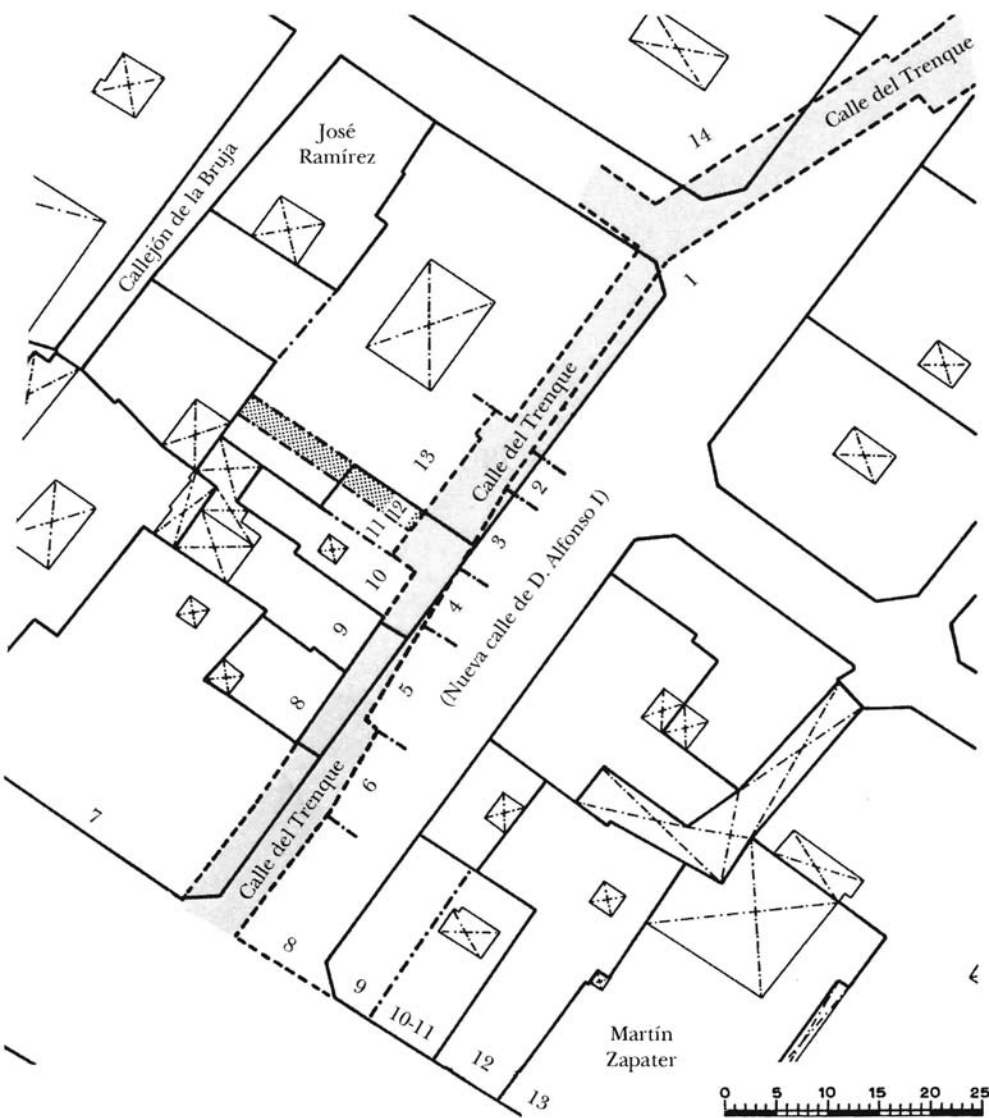 Calle del Trenque
14
José
Ramírez
Callejón de la Bruja
1
Calle del Trenque
13
2
12
11
3
10
4
(Nueva calle de D. Alfonso I)
9
5
8
6
7
Calle del Trenque
8
9
10-11
12
13
Martín
Zapater
0 5 10 15 20 25